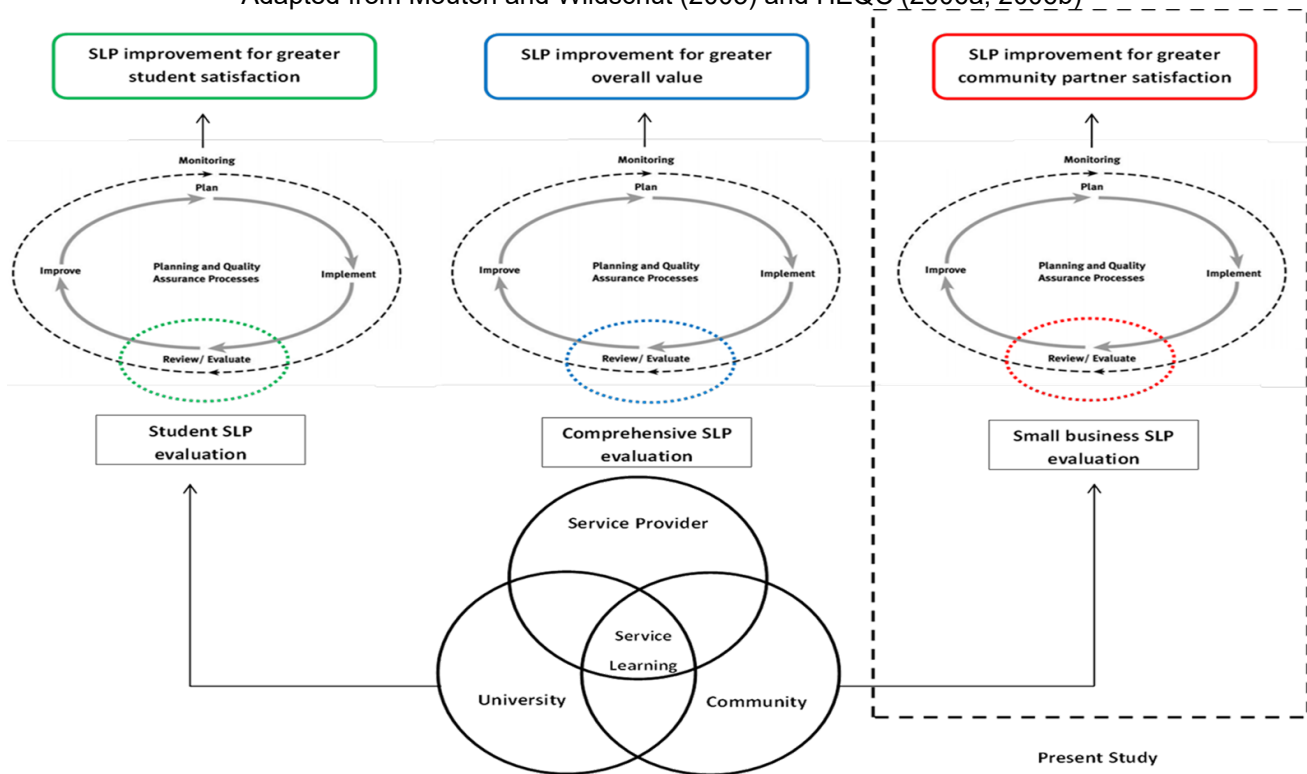 SLP improvement for greater
student satisfaction
SLP improvement for greater
overall value
SLP improvement for greater
community partner satisfaction
Monitoring
Plan
Improve
Planning and Quality
Assurance Processes
Implement
Review/ Evaluate
Monitoring
Plan
Improve
Planning and Quality
Assurance Processes
Implement
Review/ Evaluate
Monitoring
Plan
Improve
Planning and Quality
Assurance Processes
Implement
Review/ Evaluate
Student SLP
evaluation
Comprehensive SLP
evaluation
Small business SLP
evaluation
Service Provider
Service
Learning
University
Community
Present Study